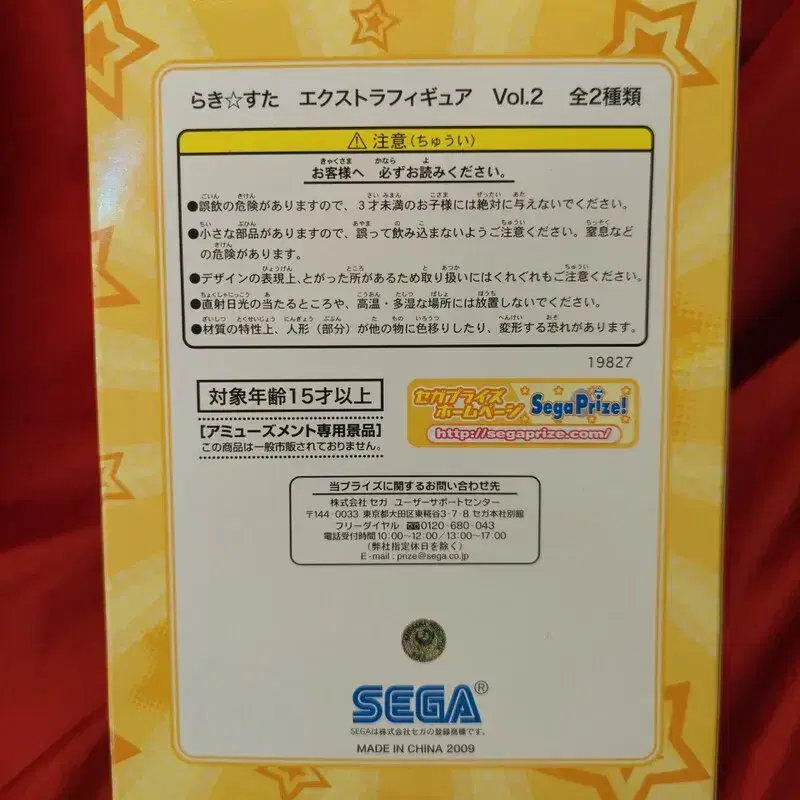 らき☆すた エクストラフィギュア Vol.2 全2種類
⚠注意(ちゅうい)
お客様へ 必ずお読みください。
●誤飲の危険がありますので、3才未満のお子様には絶対に与えないでください。
●小さな部品がありますので、誤って飲み込まないようご注意ください。窒息など
の危険があります。
●デザインの表現上、とがった所があるため取り扱いにはくれぐれもご注意ください。
●直射日光の当たるところや、高温・多湿な場所には放置しないでください。
●材質の特性上、人形(部分)が他の物に色移りしたり、変形する恐れがあります。
19827
対象年齢15才以上
[アミューズメント専用景品]
この商品は一般市販されておりません。
セガプライズ
ホームページ
Sega Prize!
http://segaprize.com/
当プライズに関するお問い合わせ先
株式会社 セガ ユーザーサポートセンター
〒144-0033 東京都大田区東糀谷3-7-8 セガ本社別館
フリーダイヤル 0120-680-043
電話受付時間 10:00~12:00/13:00~17:00
(弊社指定休日を除く)
E-mail : prize@sega.co.jp
SEGA®
SEGAは株式会社セガの登録商標です。
MADE IN CHINA 2009